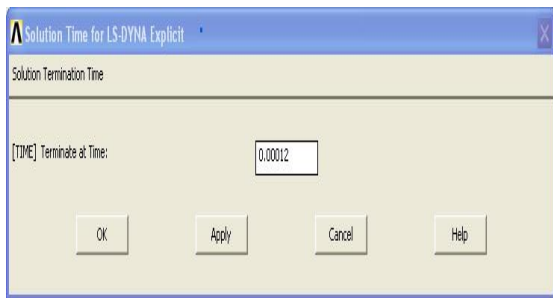 Solution Time for LS-DYNA Explicit
Solution Termination Time
[TIME] Terminate at Time: 0.00012
OK Apply Cancel Help